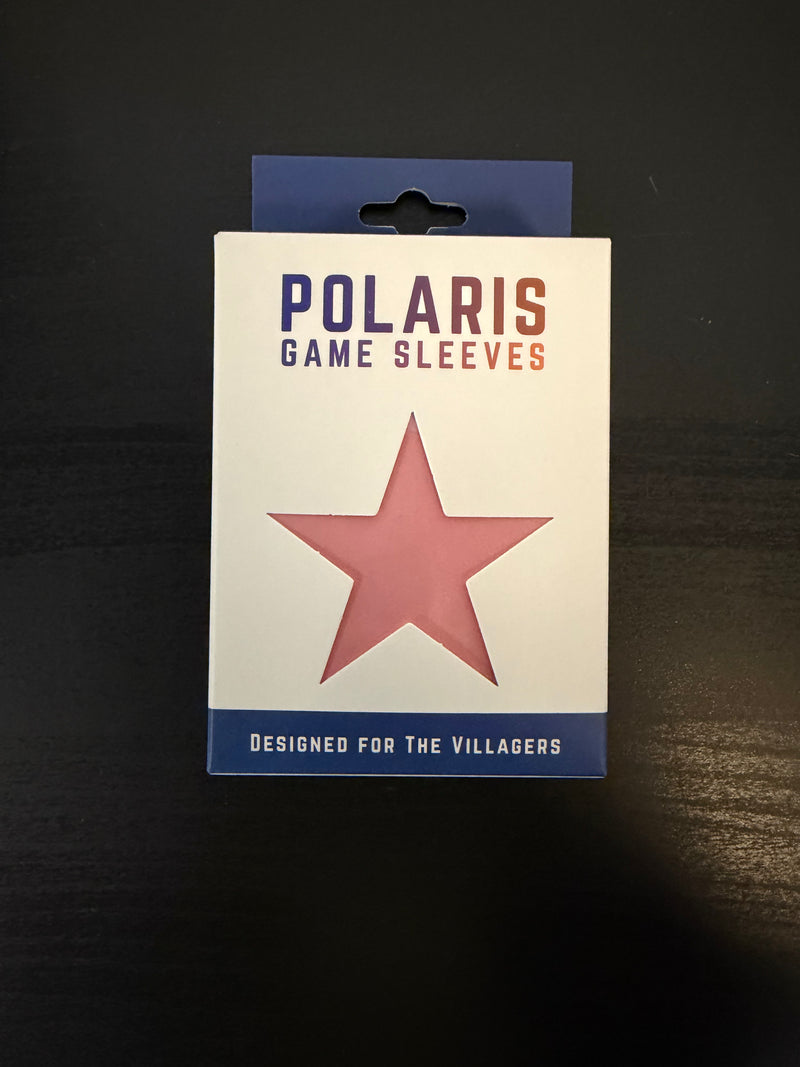 POLARIS
GAME SLEEVES
DESIGNED FOR THE VILLAGERS